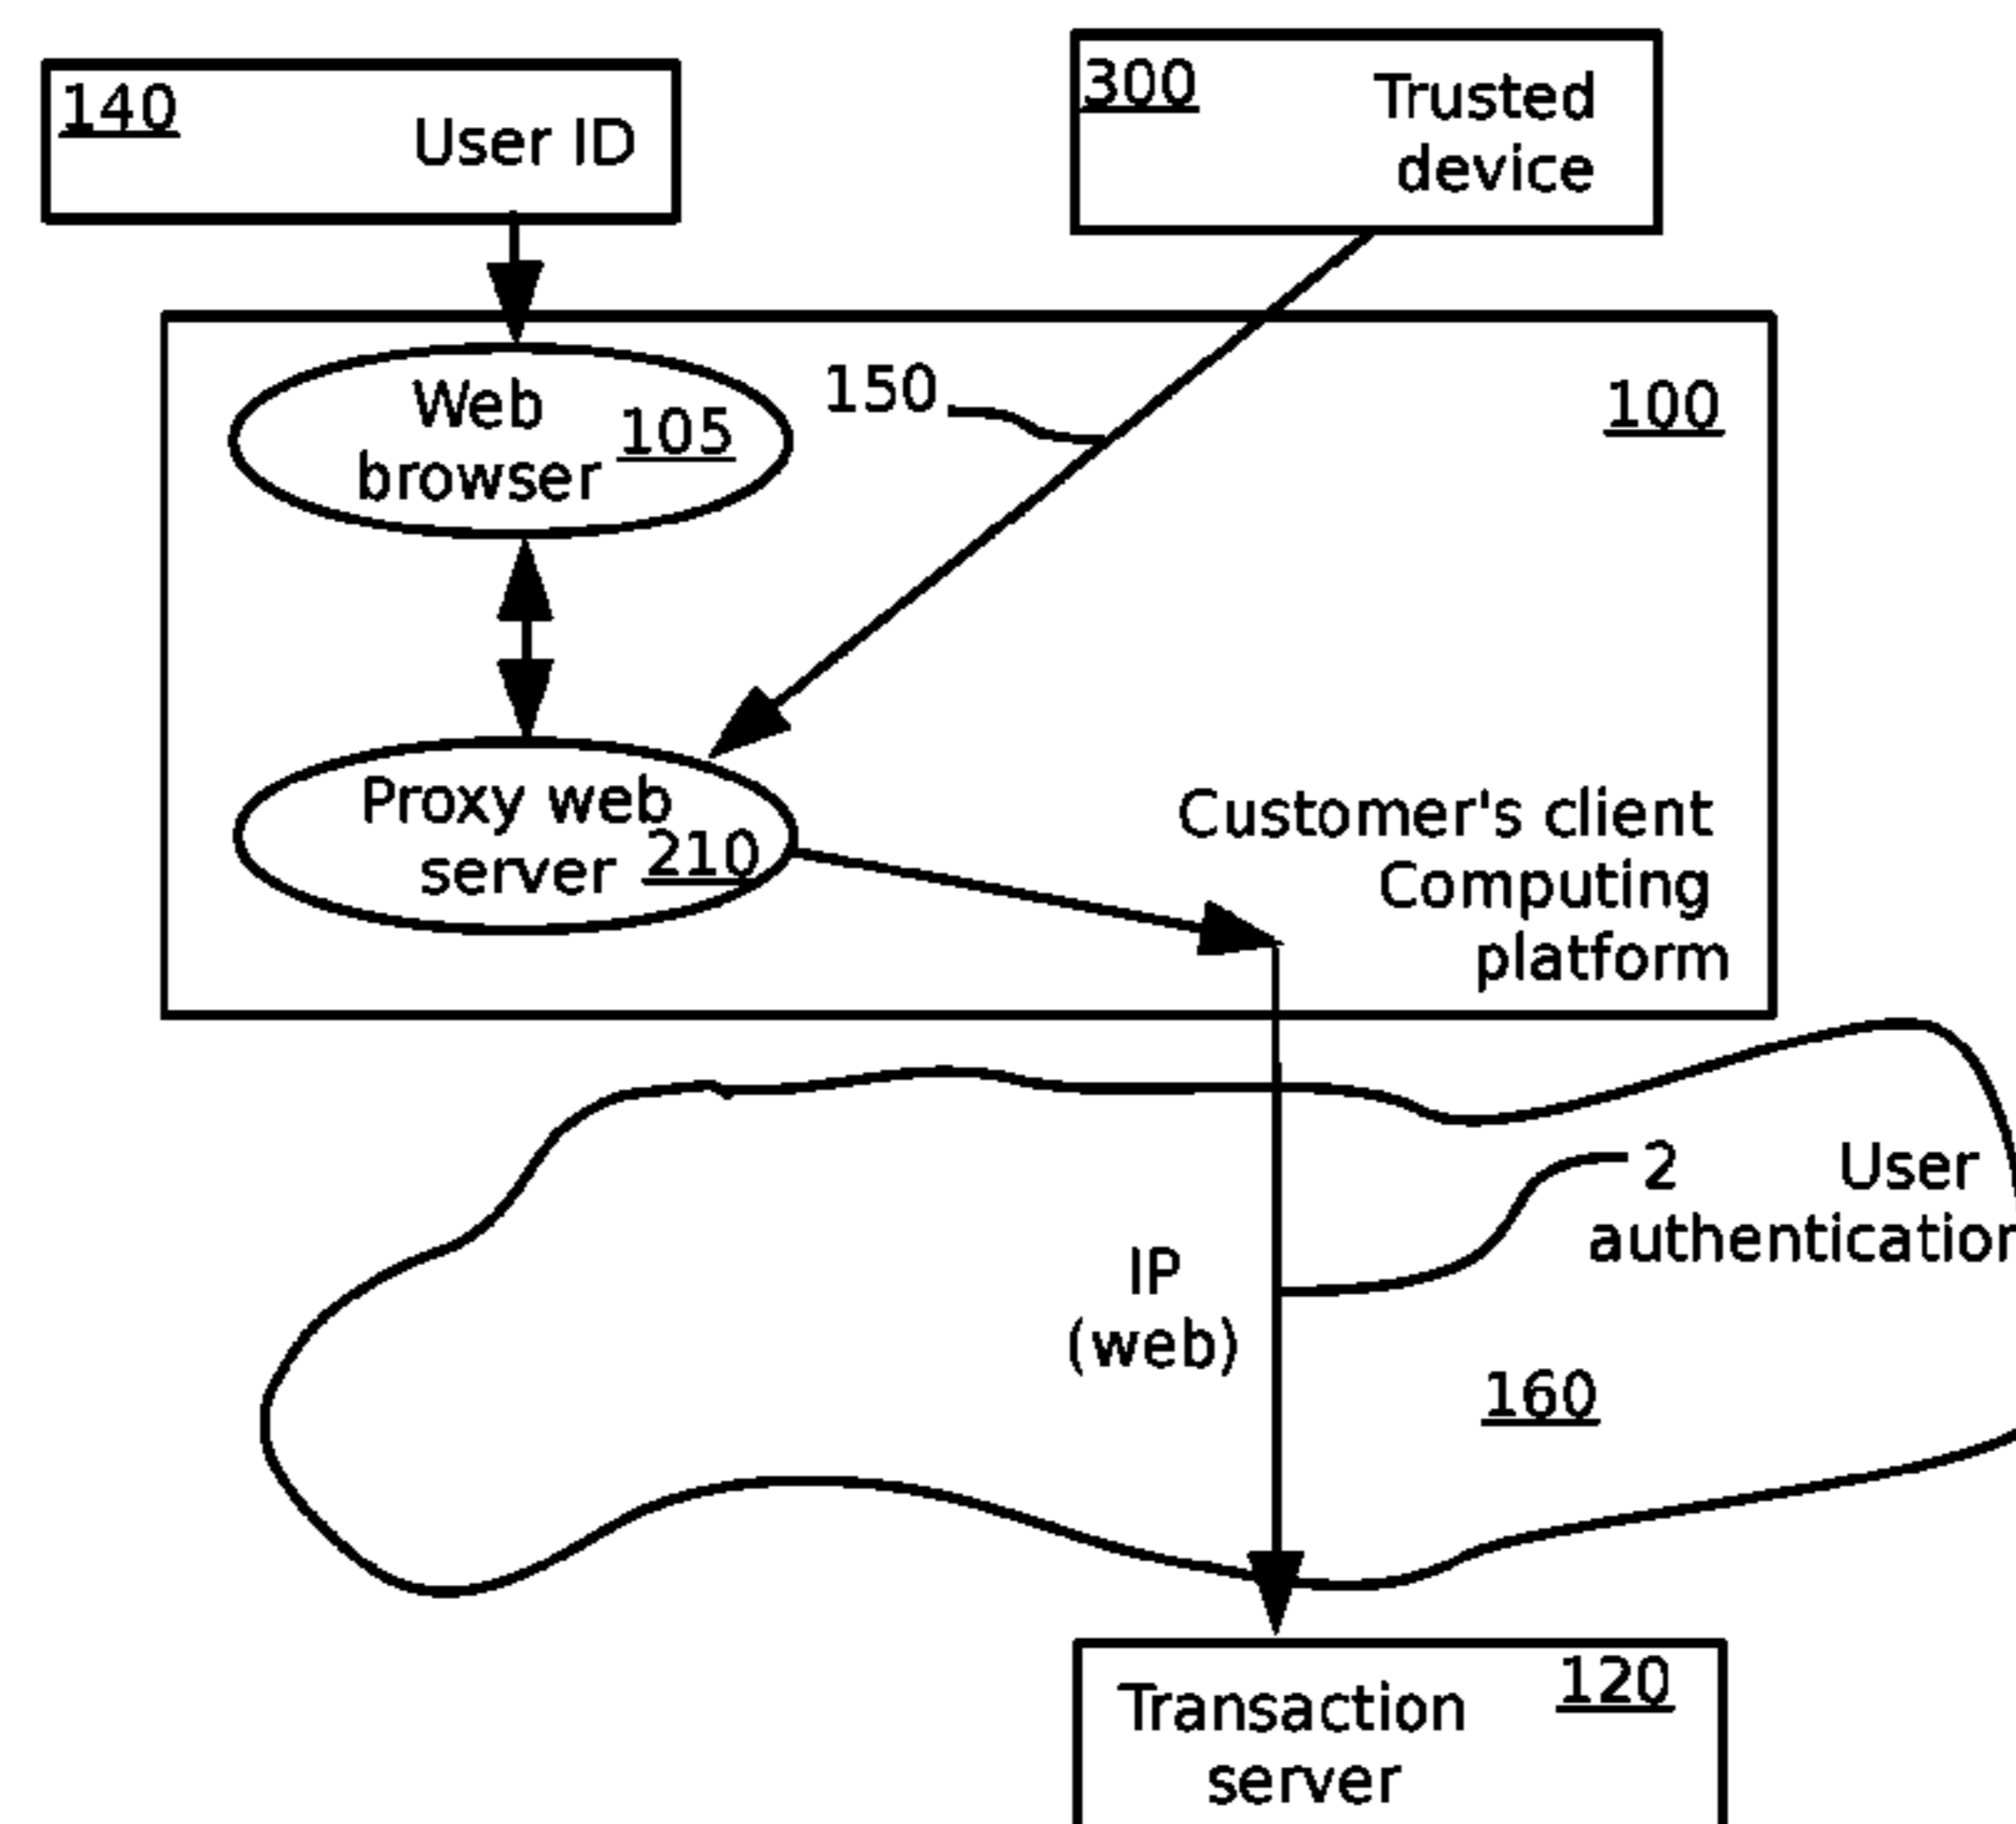 140
User ID
300
Trusted
device
Web
browser
105
150
100
Proxy web
server
210
Customer's client
Computing
platform
2
User
authentication
IP
(web)
160
120
Transaction
server